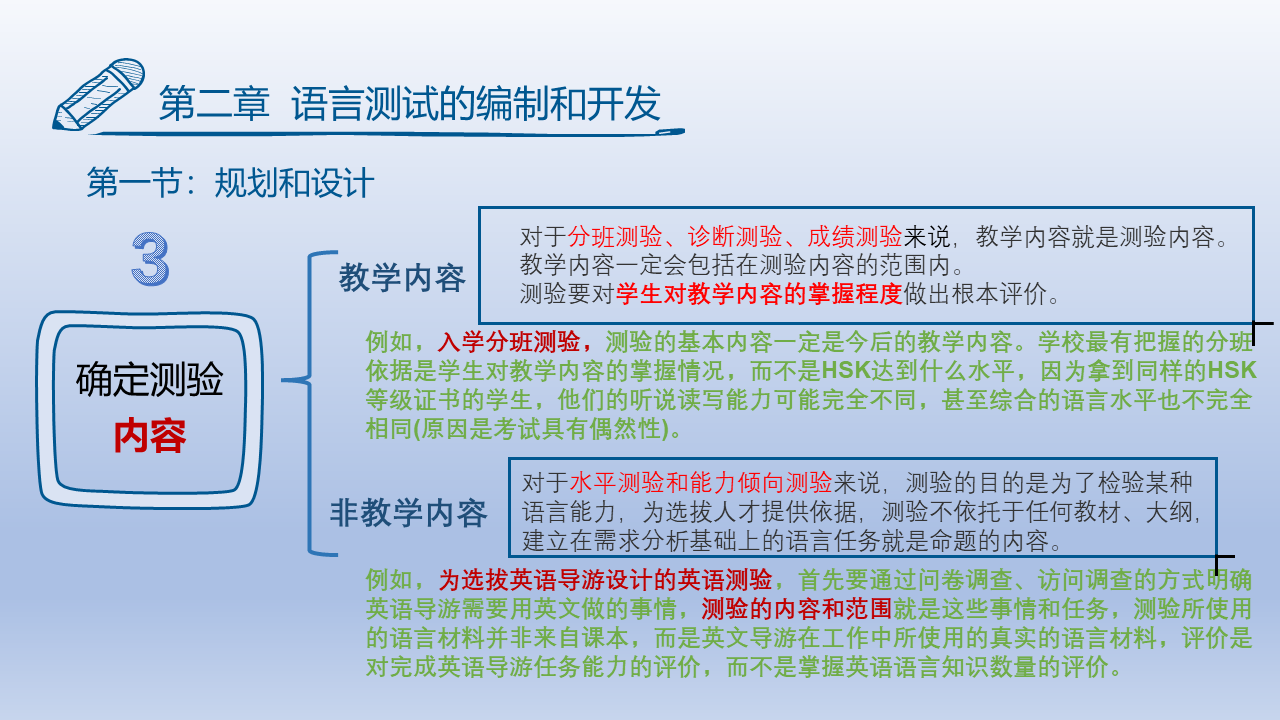 第二章 语言测试的编制和开发
第一节：规划和设计
3
确定测验
内容
教学内容
对于分班测验、诊断测验、成绩测验来说，教学内容就是测验内容。
教学内容一定会包括在测验内容的范围内。
测验要对学生对教学内容的掌握程度做出根本评价。
例如，入学分班测验，测验的基本内容一定是今后的教学内容。学校最有把握的分班
依据是学生对教学内容的掌握情况，而不是HSK达到什么水平，因为拿到同样的HSK
等级证书的学生，他们的听说读写能力可能完全不同，甚至综合的语言水平也不完全
相同(原因是考试具有偶然性)。
非教学内容
对于水平测验和能力倾向测验来说，测验的目的是为了检验某种
语言能力，为选拔人才提供依据，测验不依托于任何教材、大纲，
建立在需求分析基础上的语言任务就是命题的内容。
例如，为选拔英语导游设计的英语测验，首先要通过问卷调查、访问调查的方式明确
英语导游需要用英文做的事情，测验的内容和范围就是这些事情和任务，测验所使用
的语言材料并非来自课本，而是英文导游在工作中所使用的真实的语言材料，评价是
对完成英语导游任务能力的评价，而不是掌握英语语言知识数量的评价。